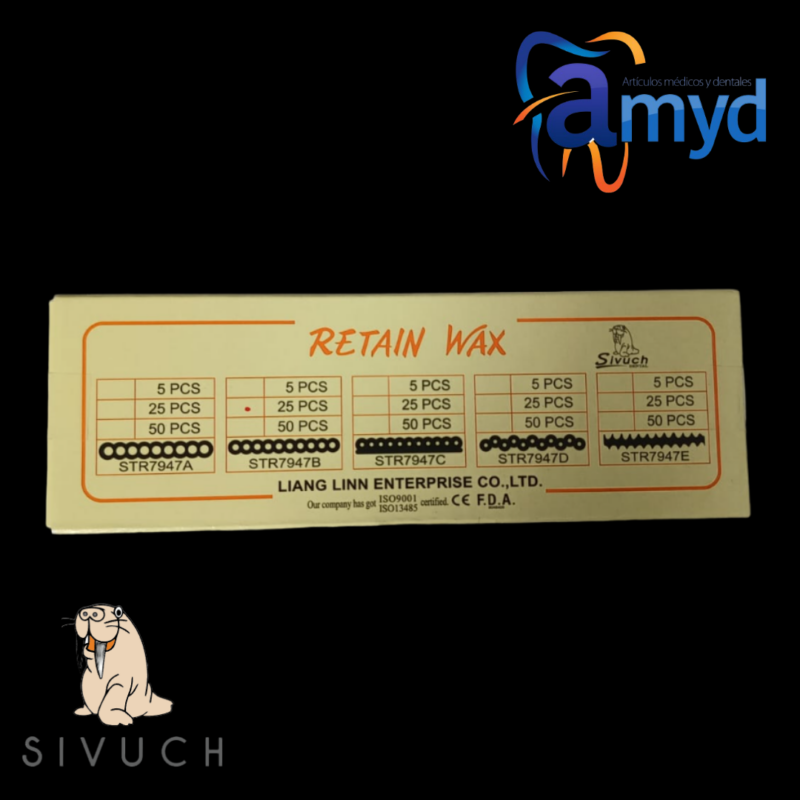 Artículos médicos y dentales
amyd
RETAIN WAX
Sivuch
5 PCS 5 PCS 5 PCS 5 PCS 5 PCS
25 PCS 25 PCS 25 PCS 25 PCS 25 PCS
50 PCS 50 PCS 50 PCS 50 PCS 50 PCS
STR7947A STR7947B STR7947C STR7947D STR7947E
LIANG LINN ENTERPRISE CO.,LTD.
Our company has got ISO9001 ISO13485 certified. CE F.D.A.
SIVUCH